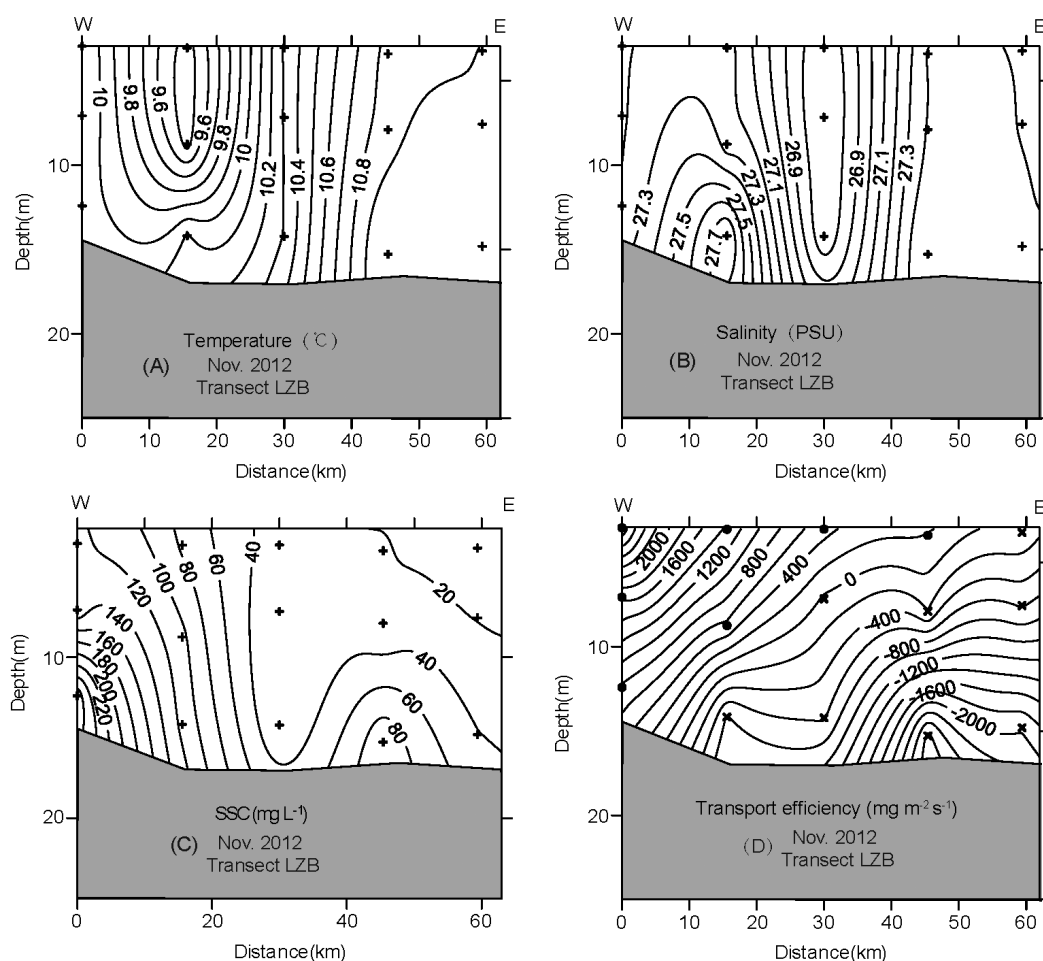 W E
10
9.8
9.6
9.6
9.8
10
10.2
10.4
10.6
10.8
10
20
Depth(m)
Temperature (℃)
(A) Nov. 2012
Transect LZB
0 10 20 30 40 50 60
Distance(km)
W E
27.3
27.5
27.7
27.5
27.3
27.1
26.9
26.9
27.1
27.3
10
20
Depth(m)
Salinity (PSU)
(B) Nov. 2012
Transect LZB
0 10 20 30 40 50 60
Distance(km)
W E
140
160
180
200
220
120
100
80
60
40
20
40
60
80
10
20
Depth(m)
SSC(mg L-1)
(C) Nov. 2012
Transect LZB
0 10 20 30 40 50 60
Distance(km)
W E
2000
1600
1200
800
400
0
-400
-800
-1200
-1600
-2000
10
20
Depth(m)
Transport efficiency (mg m-2 s-1)
(D) Nov. 2012
Transect LZB
0 10 20 30 40 50 60
Distance(km)